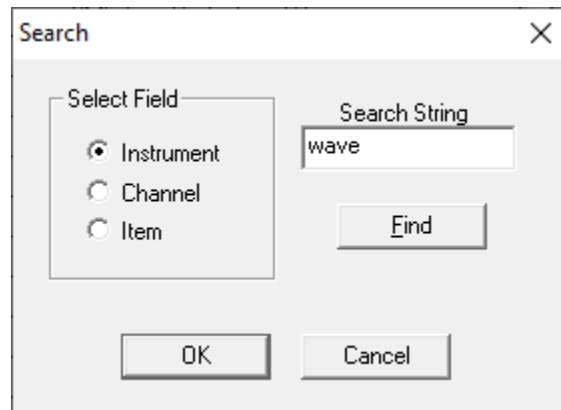 Search
Select Field
Instrument
Channel
Item
Search String
wave
Find
OK
Cancel